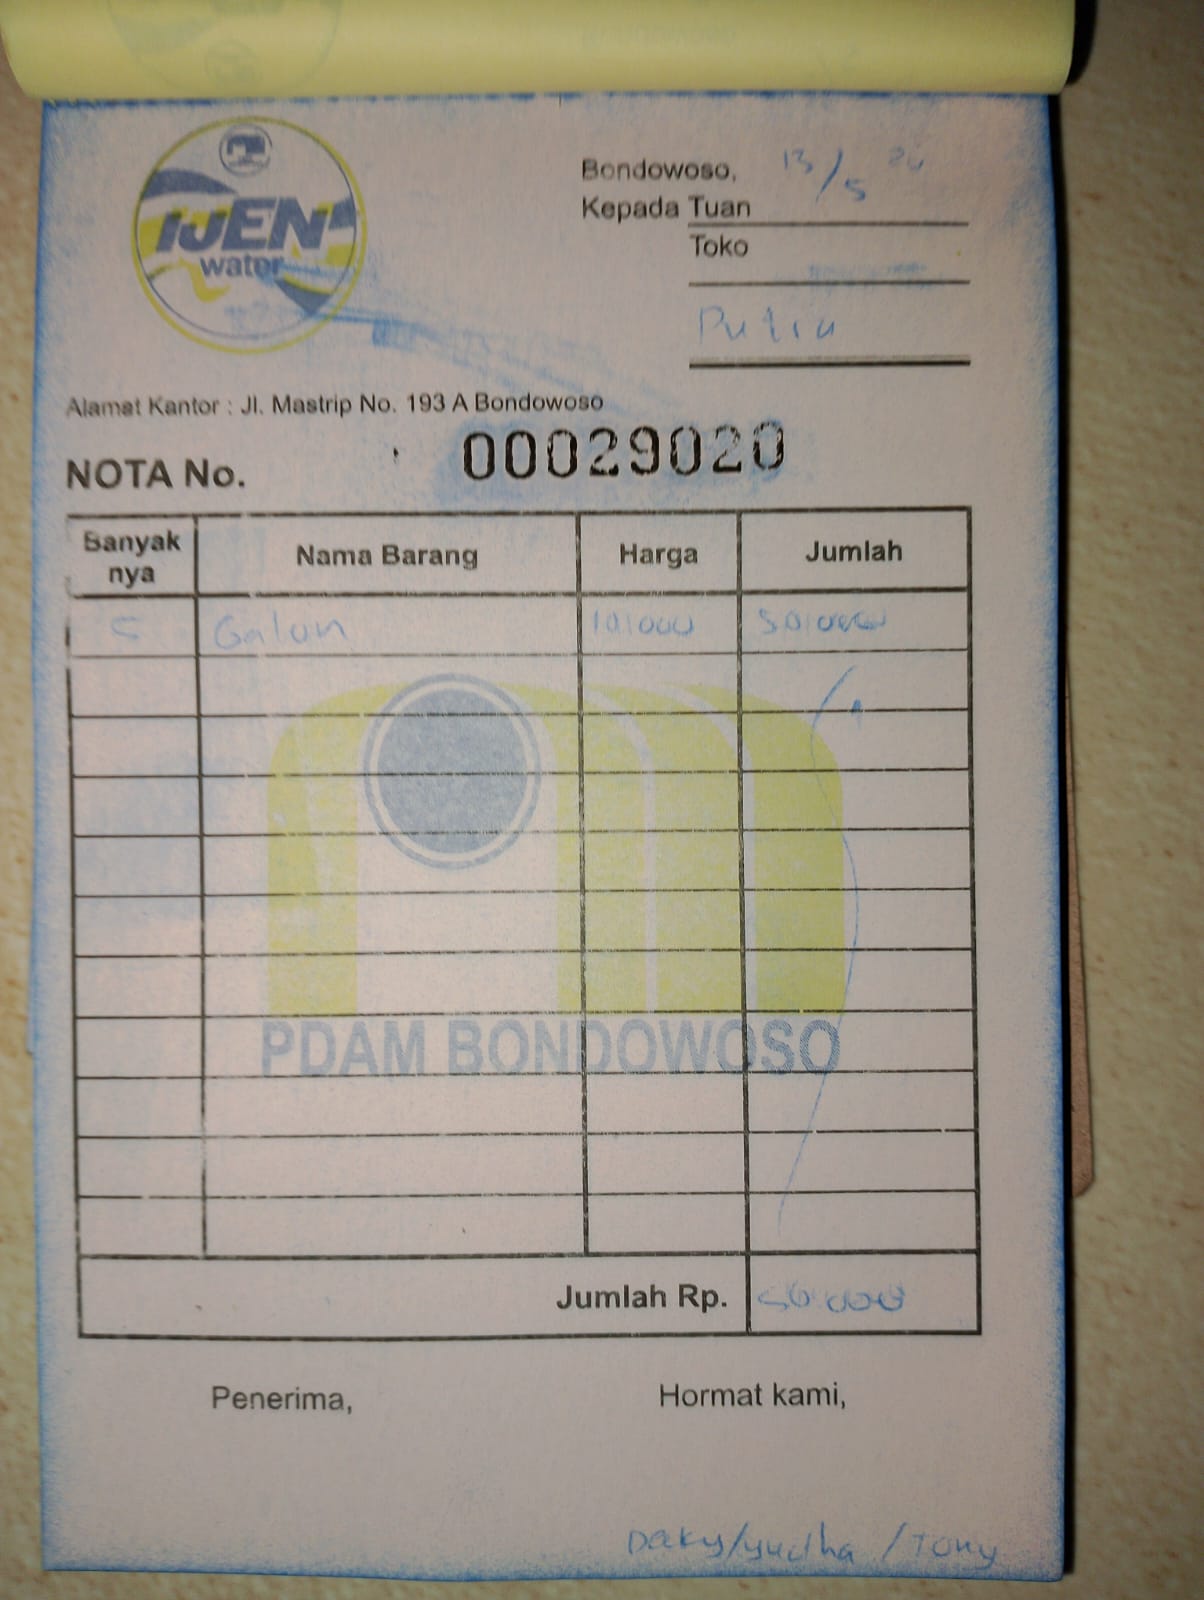 IJEN
water
Bondowoso, 13/5
Kepada Tuan
Toko
Putra
Alamat Kantor : Jl. Mastrip No. 193 A Bondowoso
NOTA No. 00029020
Banyak nya Nama Barang Harga Jumlah
5 Galon 10.000 50.000
PDAM BONDOWOSO
Jumlah Rp. 50.000
Penerima, Hormat kami,
Daky/yudha /Tony